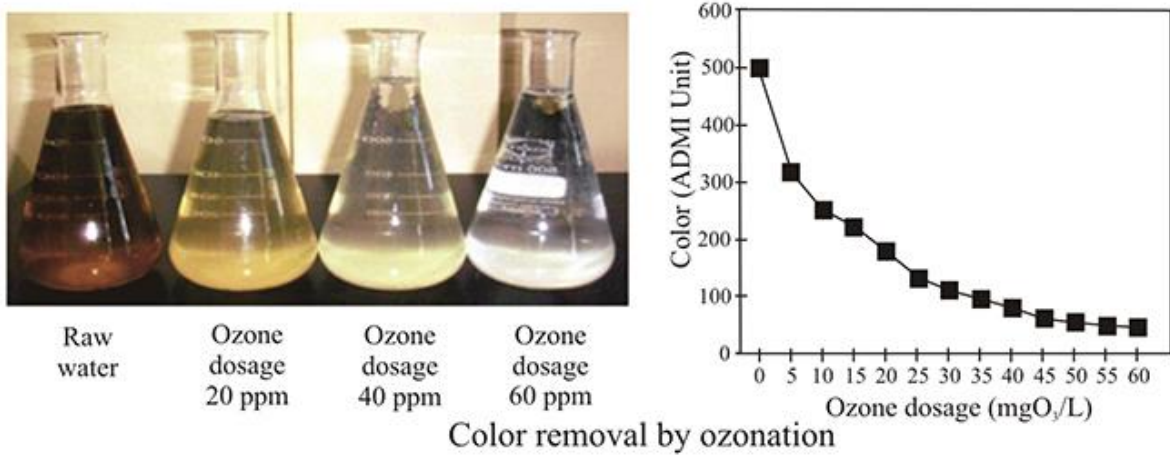 Raw
water
Ozone
dosage
20 ppm
Ozone
dosage
40 ppm
Ozone
dosage
60 ppm
600
500
400
300
200
100
0
Color (ADMI Unit)
0 5 10 15 20 25 30 35 40 45 50 55 60
Ozone dosage (mgO₃/L)
Color removal by ozonation